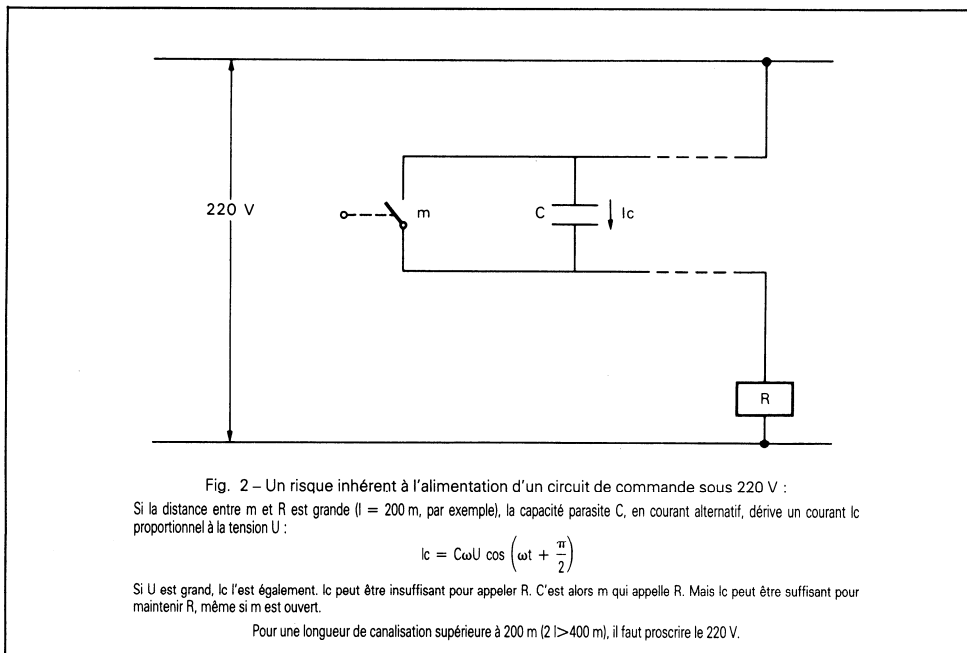 220 V
m
C
Ic
R
Fig. 2 – Un risque inhérent à l'alimentation d'un circuit de commande sous 220 V :
Si la distance entre m et R est grande (l = 200 m, par exemple), la capacité parasite C, en courant alternatif, dérive un courant Ic
proportionnel à la tension U :
Ic = CωU cos (ωt + π/2)
Si U est grand, Ic l'est également. Ic peut être insuffisant pour appeler R. C'est alors m qui appelle R. Mais Ic peut être suffisant pour
maintenir R, même si m est ouvert.
Pour une longueur de canalisation supérieure à 200 m (2 l>400 m), il faut proscrire le 220 V.